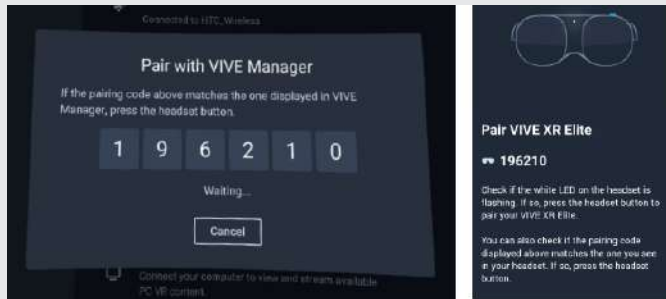 Connected to HTC_Wireless
Pair with VIVE Manager
If the pairing code above matches the one displayed in VIVE
Manager, press the headset button.
1 9 6 2 1 0
Waiting...
Cancel
Connect your computer to view and stream available
PC VR content.
Pair VIVE XR Elite
196210
Check if the white LED on the headset is
flashing. If so, press the headset button to
pair your VIVE XR Elite.
You can also check if the pairing code
displayed above matches the one you see
in your headset. If so, press the headset
button.